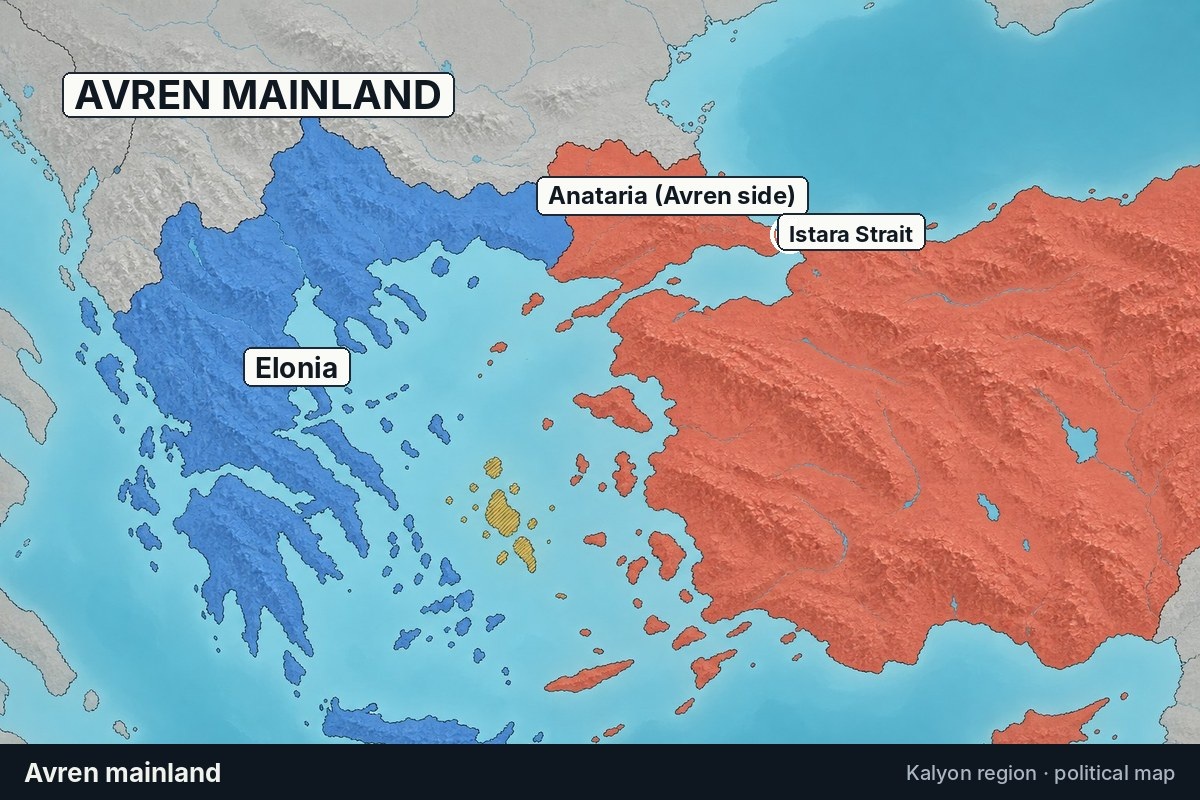 AVREN MAINLAND
Anataria (Avren side)
Istara Strait
Elonia
Avren mainland
Kalyon region · political map